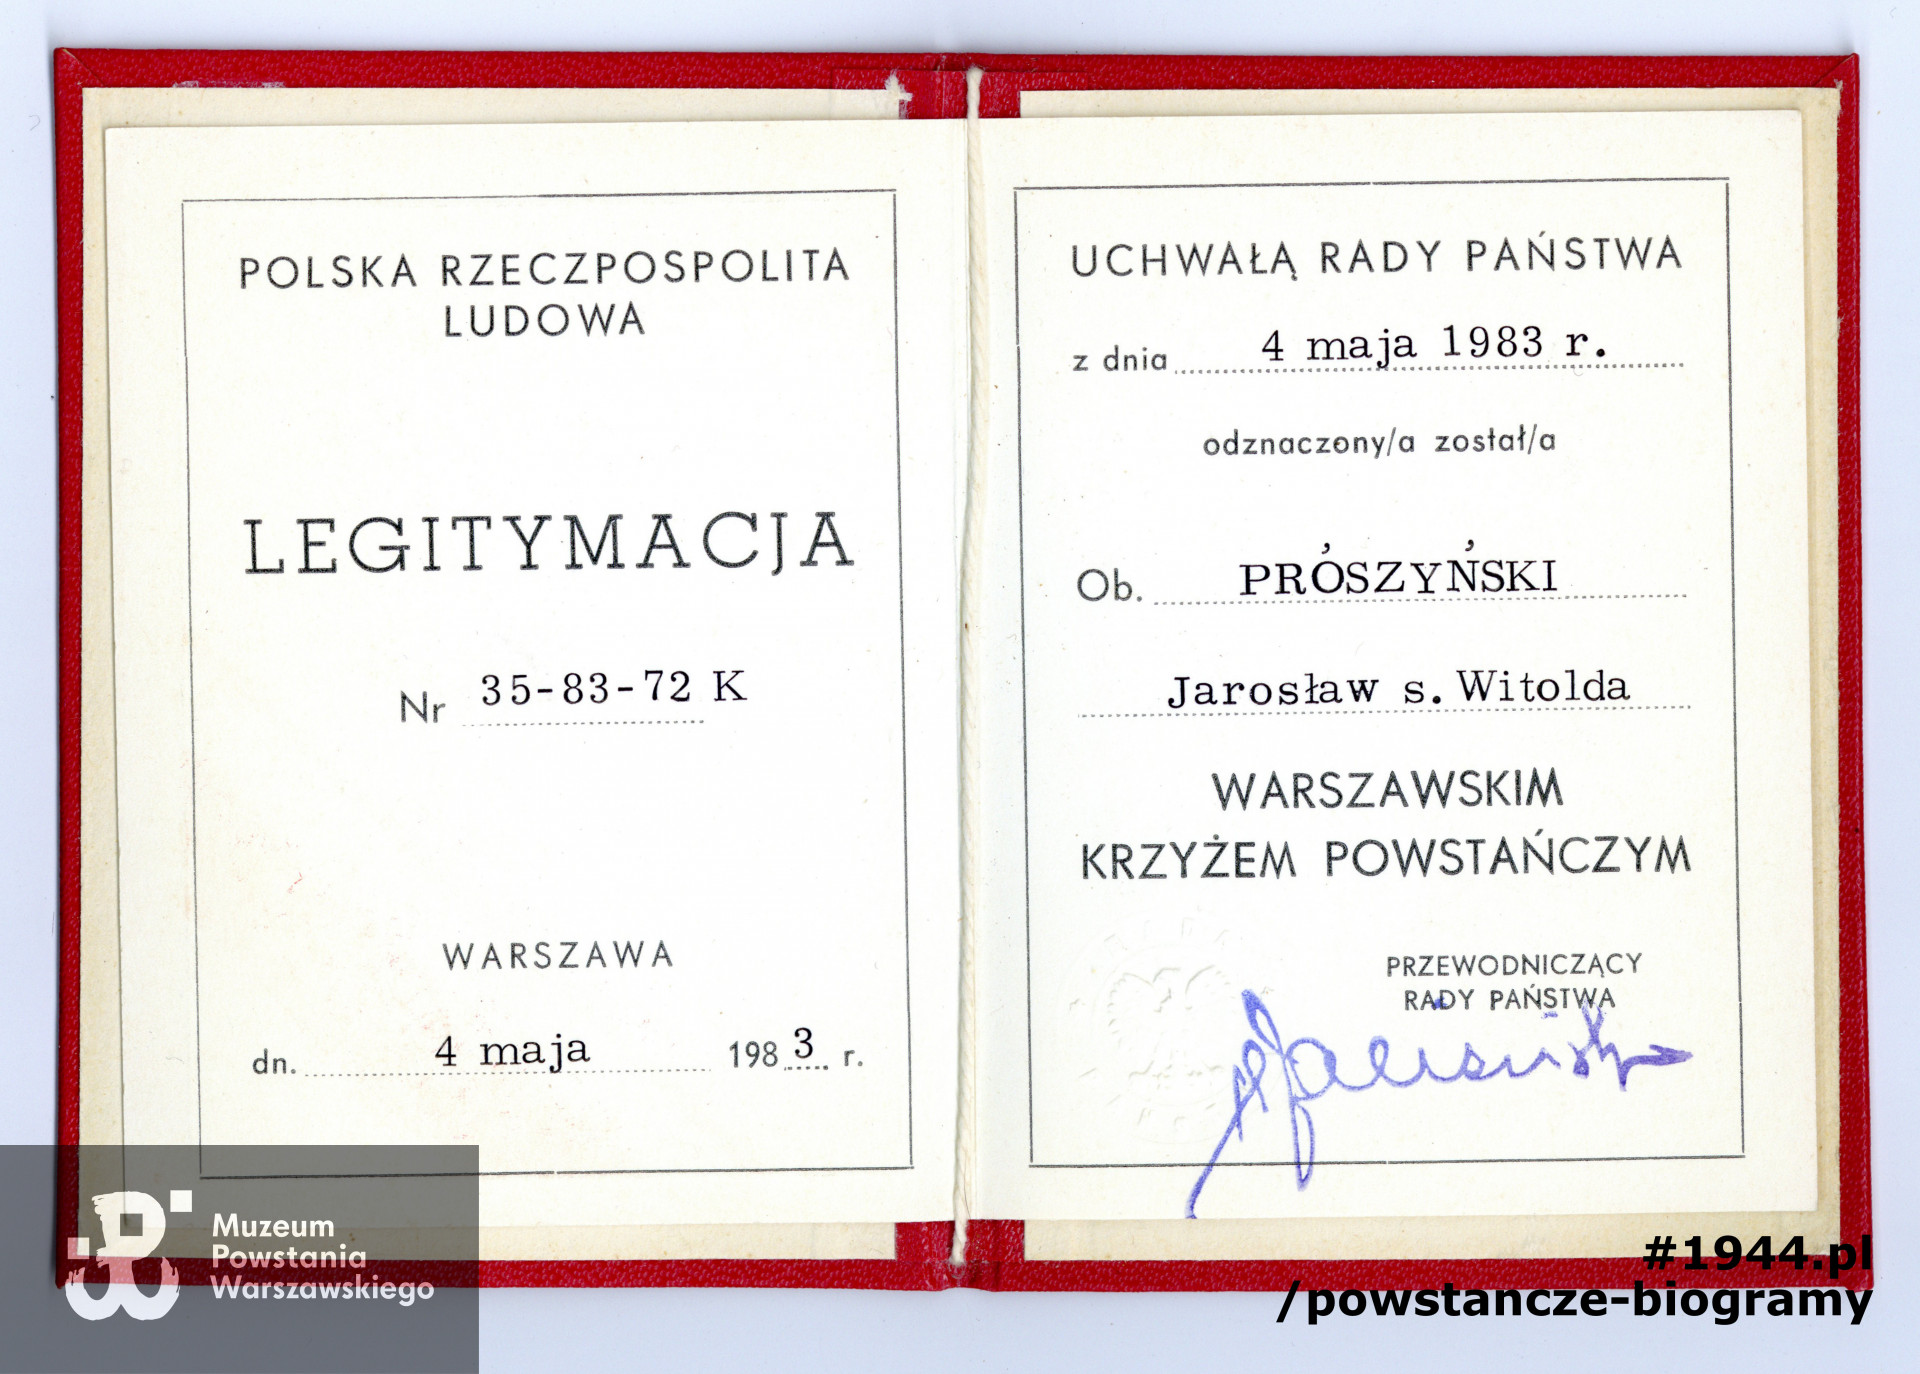 POLSKA RZECZPOSPOLITA
LUDOWA
LEGITYMACJA
Nr 35-83-72 K
WARSZAWA
dn. 4 maja 1983 r.
UCHWAŁĄ RADY PAŃSTWA
z dnia 4 maja 1983 r.
odznaczony/a został/a
Ob. PRÓSZYŃSKI
Jarosław s. Witolda
WARSZAWSKIM
KRZYŻEM POWSTAŃCZYM
PRZEWODNICZĄCY
RADY PAŃSTWA
Muzeum
Powstania
Warszawskiego
#1944.pl
/powstancze-biogramy